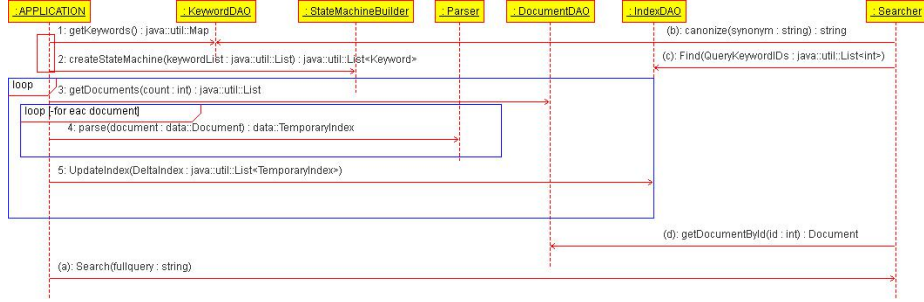 : APPLICATION
: KeywordDAO
: StateMachineBuilder
: Parser
: DocumentDAO
: IndexDAO
: Searcher
1: getKeywords() : java::util::Map
(b): canonize(synonym : string) : string
2: createStateMachine(keywordList : java::util::List) : java::util::List<Keyword>
(c): Find(QueryKeywordIDs : java::util::List<int>)
loop
3: getDocuments(count : int) : java::util::List
loop [-for eac document]
4: parse(document : data::Document) : data::TemporaryIndex
5: UpdateIndex(DeltaIndex : java::util::List<TemporaryIndex>)
(d): getDocumentById(id : int) : Document
(a): Search(fullquery : string)